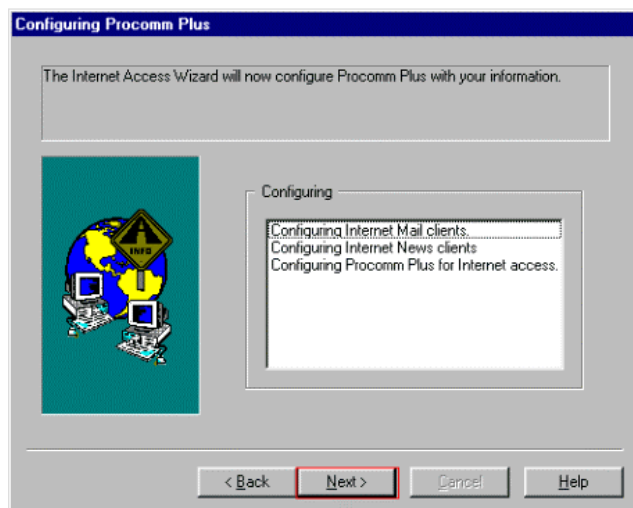 Configuring Procomm Plus
The Internet Access Wizard will now configure Procomm Plus with your information.
INFO
Configuring
Configuring Internet Mail clients.
Configuring Internet News clients
Configuring Procomm Plus for Internet access.
< Back
Next >
Cancel
Help